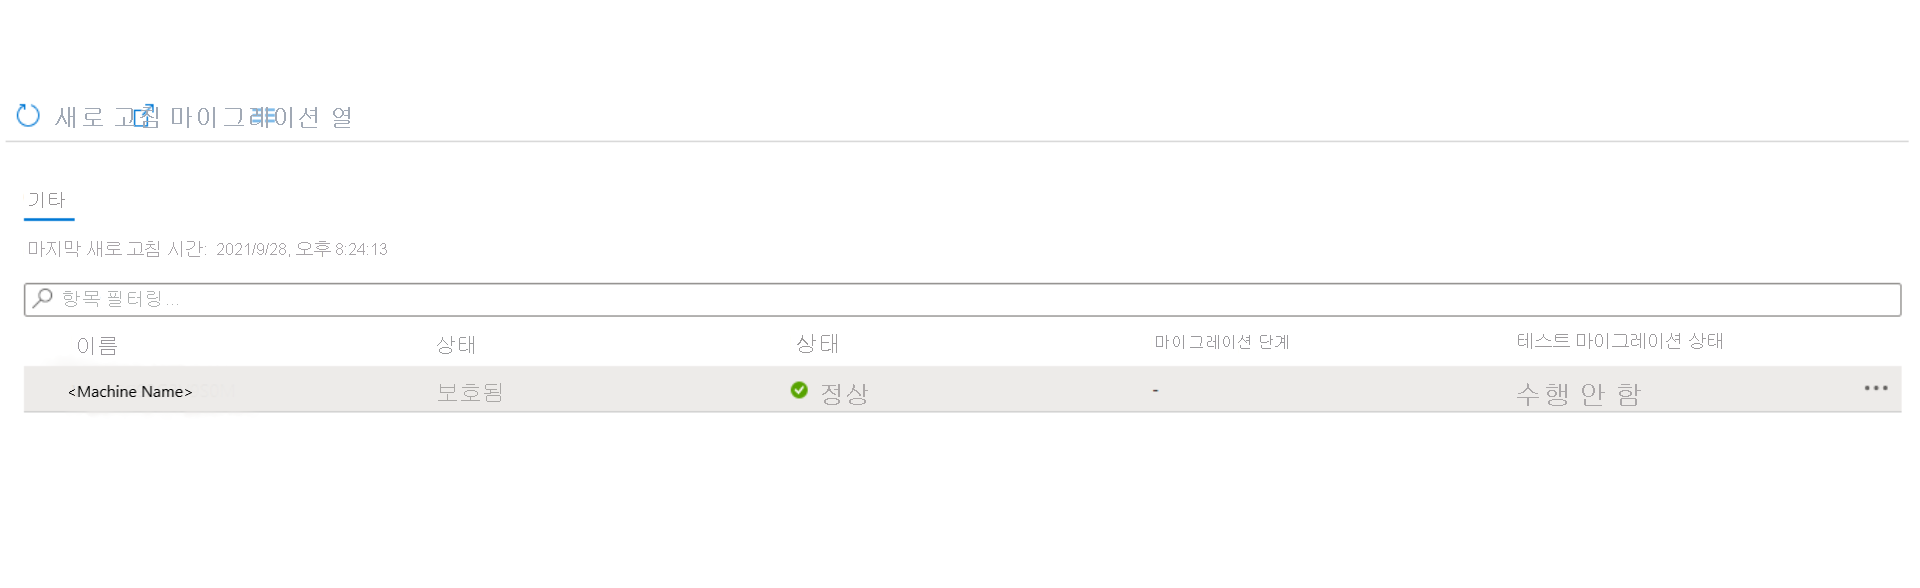 새로 고침 마이그레이션 열
기타
마지막 새로 고침 시간: 2021/9/28, 오후 8:24:13
항목 필터링...
이름 상태 상태 마이그레이션 단계 테스트 마이그레이션 상태
<Machine Name> 보호됨 정상 - 수행 안 함